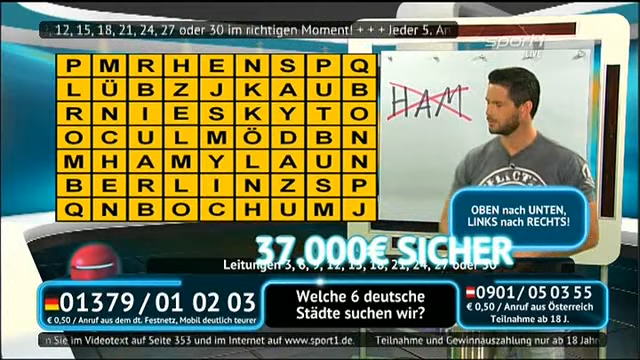 12, 15, 18, 21, 24, 27 oder 30 im richtigen Moment! + + + Jeder 5. An
sport1
LIVE
P M R H E N S P Q
L Ü B Z J K A U B
R N I E S K Y T O
O C U L M Ö D B N
M H A M Y L A U N
B E R L I N Z S P
Q N B O C H U M J
HAM
OBEN nach UNTEN,
LINKS nach RECHTS!
37.000€ SICHER
Leitungen 3, 6, 9, 12, 15, 18, 21, 24, 27 oder 30
01379/01 02 03
€ 0,50 / Anruf aus dem dt. Festnetz, Mobil deutlich teurer
Welche 6 deutsche
Städte suchen wir?
0901/05 03 55
€ 0,50 / Anruf aus Österreich
Teilnahme ab 18 J.
n Sie im Videotext auf Seite 353 und im Internet auf www.sport1.de.
Teilnahme und Gewinnauszahlung nur ab 18 Jahr